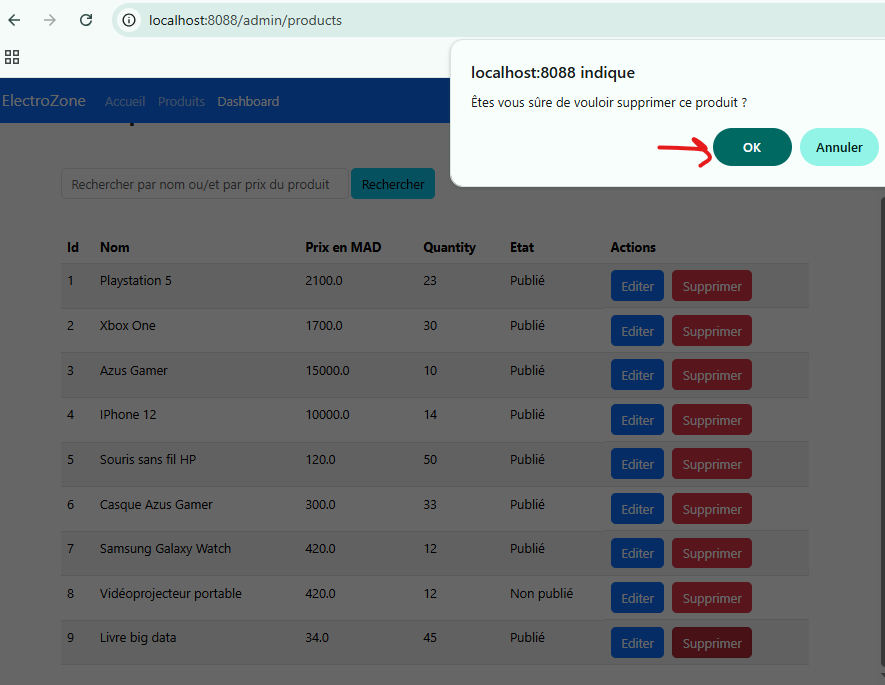 localhost:8088/admin/products
localhost:8088 indique
Êtes vous sûre de vouloir supprimer ce produit ?
OK Annuler
ElectroZone Accueil Produits Dashboard
Rechercher par nom ou/et par prix du produit Rechercher
Id Nom Prix en MAD Quantity Etat Actions
1 Playstation 5 2100.0 23 Publié Editer Supprimer
2 Xbox One 1700.0 30 Publié Editer Supprimer
3 Azus Gamer 15000.0 10 Publié Editer Supprimer
4 IPhone 12 10000.0 14 Publié Editer Supprimer
5 Souris sans fil HP 120.0 50 Publié Editer Supprimer
6 Casque Azus Gamer 300.0 33 Publié Editer Supprimer
7 Samsung Galaxy Watch 420.0 12 Publié Editer Supprimer
8 Vidéoprojecteur portable 420.0 12 Non publié Editer Supprimer
9 Livre big data 34.0 45 Publié Editer Supprimer